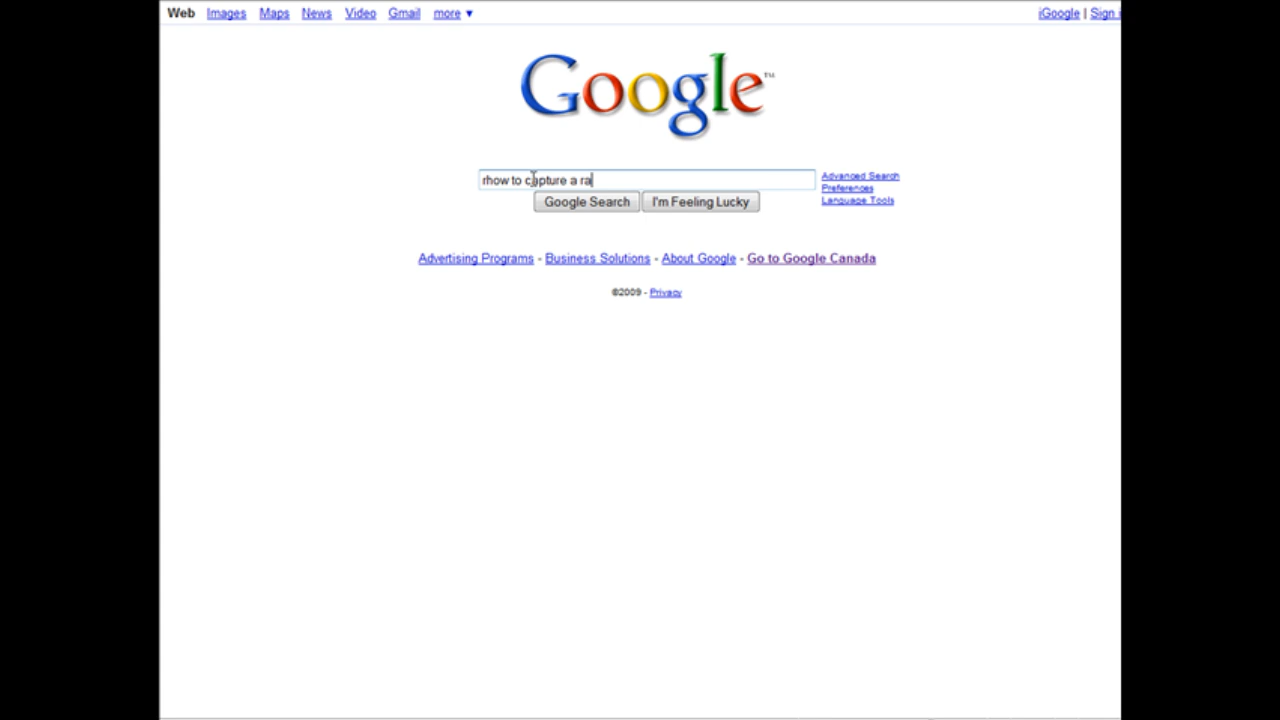 Web Images Maps News Video Gmail more ▼ iGoogle | Sign i
Google™
rhow to capture a ra
Advanced Search
Preferences
Language Tools
Google Search I'm Feeling Lucky
Advertising Programs - Business Solutions - About Google - Go to Google Canada
©2009 - Privacy